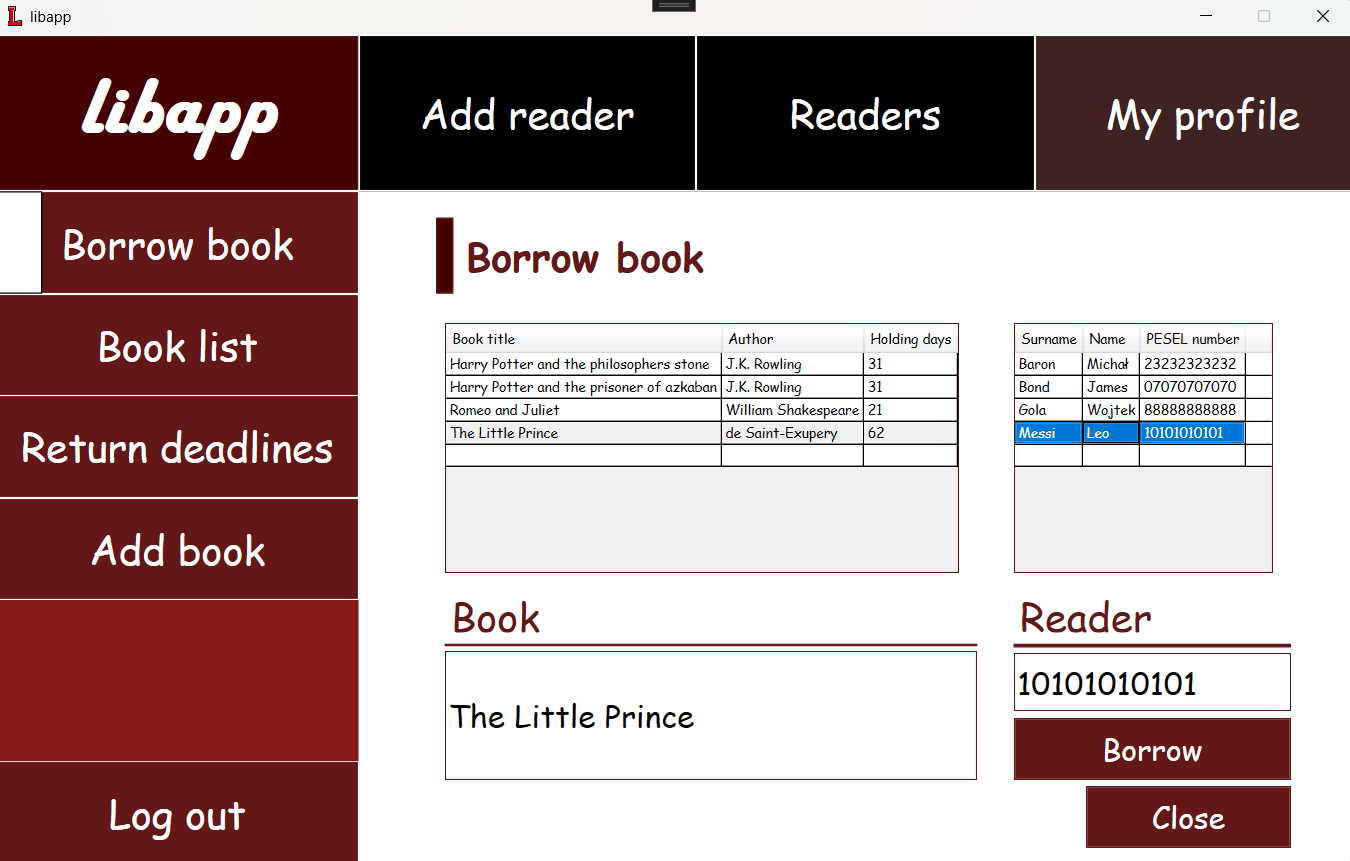 libapp
libapp
Add reader
Readers
My profile
Borrow book
Book list
Return deadlines
Add book
Log out
Borrow book
Book title Author Holding days
Harry Potter and the philosophers stone J.K. Rowling 31
Harry Potter and the prisoner of azkaban J.K. Rowling 31
Romeo and Juliet William Shakespeare 21
The Little Prince de Saint-Exupery 62
Surname Name PESEL number
Baron Michał 23232323232
Bond James 07070707070
Gola Wojtek 88888888888
Messi Leo 10101010101
Book
The Little Prince
Reader
10101010101
Borrow
Close